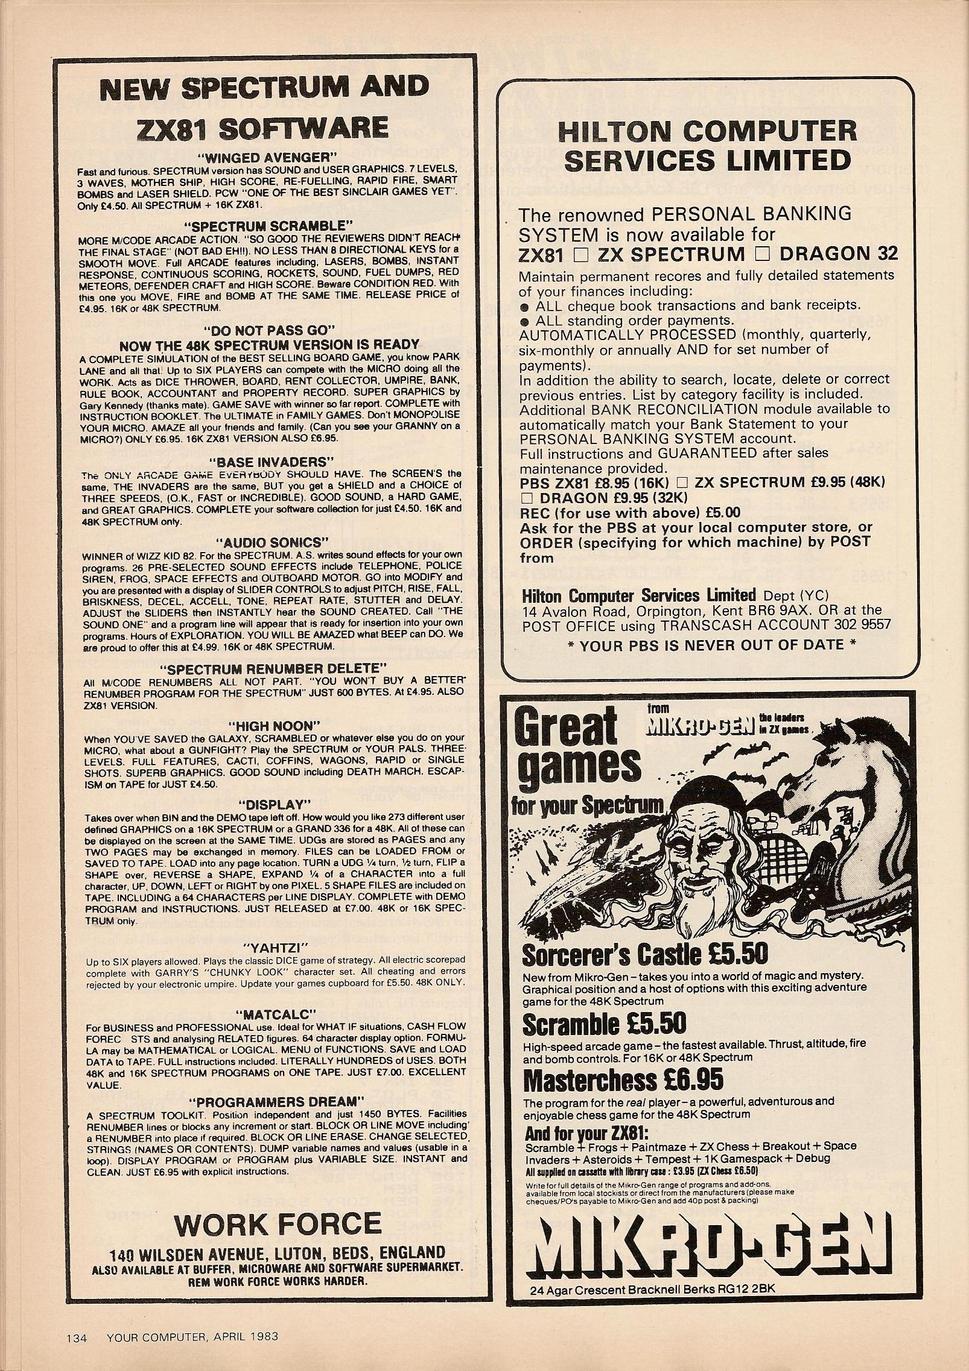 NEW SPECTRUM AND
ZX81 SOFTWARE
"WINGED AVENGER"
Fast and furious. SPECTRUM version has SOUND and USER GRAPHICS. 7 LEVELS,
3 WAVES, MOTHER SHIP, HIGH SCORE, RE-FUELLING, RAPID FIRE, SMART
BOMBS and LASER SHIELD. PCW "ONE OF THE BEST SINCLAIR GAMES YET".
Only £4.50. All SPECTRUM + 16K ZX81.
"SPECTRUM SCRAMBLE"
MORE M/CODE ARCADE ACTION. "SO GOOD THE REVIEWERS DIDN'T REACH
THE FINAL STAGE" (NOT BAD EH!!). NO LESS THAN 8 DIRECTIONAL KEYS for a
SMOOTH MOVE. Full ARCADE features including, LASERS, BOMBS, INSTANT
RESPONSE, CONTINUOUS SCORING, ROCKETS, SOUND, FUEL DUMPS, RED
METEORS, DEFENDER CRAFT and HIGH SCORE. Beware CONDITION RED. With
this one you MOVE, FIRE and BOMB AT THE SAME TIME. RELEASE PRICE of
£4.95. 16K or 48K SPECTRUM.
"DO NOT PASS GO"
NOW THE 48K SPECTRUM VERSION IS READY
A COMPLETE SIMULATION of the BEST SELLING BOARD GAME, you know PARK
LANE and all that! Up to SIX PLAYERS can compete with the MICRO doing all the
WORK. Acts as DICE THROWER, BOARD, RENT COLLECTOR, UMPIRE, BANK,
RULE BOOK, ACCOUNTANT and PROPERTY RECORD. SUPER GRAPHICS by
Gary Kennedy (thanks mate). GAME SAVE with winner so far report. COMPLETE with
INSTRUCTION BOOKLET. The ULTIMATE in FAMILY GAMES. Don't MONOPOLISE
YOUR MICRO. AMAZE all your friends and family. (Can you see your GRANNY on a
MICRO?) ONLY £6.95. 16K ZX81 VERSION ALSO £6.95.
"BASE INVADERS"
The ONLY ARCADE GAME EVERYBODY SHOULD HAVE. The SCREEN'S the
same, THE INVADERS are the same, BUT you get a SHIELD and a CHOICE of
THREE SPEEDS, (O.K., FAST or INCREDIBLE). GOOD SOUND, a HARD GAME,
and GREAT GRAPHICS. COMPLETE your software collection for just £4.50. 16K and
48K SPECTRUM only.
"AUDIO SONICS"
WINNER of WIZZ KID 82. For the SPECTRUM. A.S. writes sound effects for your own
programs. 26 PRE-SELECTED SOUND EFFECTS include TELEPHONE, POLICE
SIREN, FROG, SPACE EFFECTS and OUTBOARD MOTOR. GO into MODIFY and
you are presented with a display of SLIDER CONTROLS to adjust PITCH, RISE, FALL,
BRISKNESS, DECEL, ACCELL, TONE, REPEAT RATE, STUTTER and DELAY.
ADJUST the SLIDERS then INSTANTLY hear the SOUND CREATED. Call "THE
SOUND ONE" and a program line will appear that is ready for insertion into your own
programs. Hours of EXPLORATION. YOU WILL BE AMAZED what BEEP can DO. We
are proud to offer this at £4.99. 16K or 48K SPECTRUM.
"SPECTRUM RENUMBER DELETE"
All M/CODE RENUMBERS ALL NOT PART. "YOU WON'T BUY A BETTER
RENUMBER PROGRAM FOR THE SPECTRUM" JUST 600 BYTES. At £4.95. ALSO
ZX81 VERSION.
"HIGH NOON"
When YOU'VE SAVED the GALAXY, SCRAMBLED or whatever else you do on your
MICRO, what about a GUNFIGHT? Play the SPECTRUM or YOUR PALS. THREE-
LEVELS. FULL FEATURES, CACTI, COFFINS, WAGONS, RAPID or SINGLE
SHOTS. SUPERB GRAPHICS. GOOD SOUND including DEATH MARCH. ESCAP-
ISM on TAPE for JUST £4.50.
"DISPLAY"
Takes over when BIN and the DEMO tape left off. How would you like 273 different user
defined GRAPHICS on a 16K SPECTRUM or a GRAND 336 for a 48K. All of these can
be displayed on the screen at the SAME TIME. UDGs are stored as PAGES and any
TWO PAGES may be exchanged in memory. FILES can be LOADED FROM or
SAVED TO TAPE. LOAD into any page location. TURN a UDG ¼ turn, ½ turn, FLIP a
SHAPE over, REVERSE a SHAPE, EXPAND ¼ of a CHARACTER into a full
character, UP, DOWN, LEFT or RIGHT by one PIXEL. 5 SHAPE FILES are included on
TAPE. INCLUDING a 64 CHARACTERS per LINE DISPLAY. COMPLETE with DEMO
PROGRAM and INSTRUCTIONS. JUST RELEASED at £7.00. 48K or 16K SPEC-
TRUM only.
"YAHTZI"
Up to SIX players allowed. Plays the classic DICE game of strategy. All electric scorepad
complete with GARRY'S "CHUNKY LOOK" character set. All cheating and errors
rejected by your electronic umpire. Update your games cupboard for £5.50. 48K ONLY.
"MATCALC"
For BUSINESS and PROFESSIONAL use. Ideal for WHAT IF situations, CASH FLOW
FOREC STS and analysing RELATED figures. 64 character display option. FORMU-
LA may be MATHEMATICAL or LOGICAL. MENU of FUNCTIONS. SAVE and LOAD
DATA to TAPE. FULL instructions included. LITERALLY HUNDREDS of USES. BOTH
48K and 16K SPECTRUM PROGRAMS on ONE TAPE. JUST £7.00. EXCELLENT
VALUE.
"PROGRAMMERS DREAM"
A SPECTRUM TOOLKIT. Position independent and just 1450 BYTES. Facilities
RENUMBER lines or blocks any increment or start. BLOCK OR LINE MOVE including
a RENUMBER into place if required. BLOCK OR LINE ERASE. CHANGE SELECTED
STRINGS (NAMES OR CONTENTS). DUMP variable names and values (usable in a
loop). DISPLAY PROGRAM or PROGRAM plus VARIABLE SIZE. INSTANT and
CLEAN. JUST £6.95 with explicit instructions.
WORK FORCE
140 WILSDEN AVENUE, LUTON, BEDS, ENGLAND
ALSO AVAILABLE AT BUFFER, MICROWARE AND SOFTWARE SUPERMARKET.
REM WORK FORCE WORKS HARDER.
HILTON COMPUTER
SERVICES LIMITED
The renowned PERSONAL BANKING
SYSTEM is now available for
ZX81 □ ZX SPECTRUM □ DRAGON 32
Maintain permanent recores and fully detailed statements
of your finances including:
● ALL cheque book transactions and bank receipts.
● ALL standing order payments.
AUTOMATICALLY PROCESSED (monthly, quarterly,
six-monthly or annually AND for set number of
payments).
In addition the ability to search, locate, delete or correct
previous entries. List by category facility is included.
Additional BANK RECONCILIATION module available to
automatically match your Bank Statement to your
PERSONAL BANKING SYSTEM account.
Full instructions and GUARANTEED after sales
maintenance provided.
PBS ZX81 £8.95 (16K) □ ZX SPECTRUM £9.95 (48K)
□ DRAGON £9.95 (32K)
REC (for use with above) £5.00
Ask for the PBS at your local computer store, or
ORDER (specifying for which machine) by POST
from
Hilton Computer Services Limited Dept (YC)
14 Avalon Road, Orpington, Kent BR6 9AX. OR at the
POST OFFICE using TRANSCASH ACCOUNT 302 9557
* YOUR PBS IS NEVER OUT OF DATE *
Great
games
for your Spectrum
from
MIKRO-GEN
the leaders
in ZX games.
Sorcerer's Castle £5.50
New from Mikro-Gen – takes you into a world of magic and mystery.
Graphical position and a host of options with this exciting adventure
game for the 48K Spectrum
Scramble £5.50
High-speed arcade game – the fastest available. Thrust, altitude, fire
and bomb controls. For 16K or 48K Spectrum
Masterchess £6.95
The program for the real player – a powerful, adventurous and
enjoyable chess game for the 48K Spectrum
And for your ZX81:
Scramble + Frogs + Paintmaze + ZX Chess + Breakout + Space
Invaders + Asteroids + Tempest + 1K Gamespack + Debug
All supplied on cassette with library case : £3.95 (ZX Chess £6.50)
Write for full details of the Mikro-Gen range of programs and add-ons,
available from local stockists or direct from the manufacturers (please make
cheques/PO's payable to Mikro-Gen and add 40p post & packing)
MIKRO-GEN
24 Agar Crescent Bracknell Berks RG12 2BK
134 YOUR COMPUTER, APRIL 1983